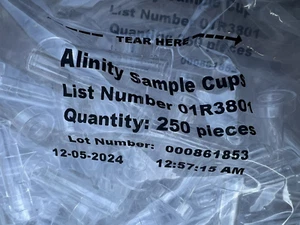 TEAR HERE
Alinity Sample Cups
List Number 01R3801
Quantity: 250 pieces
Lot Number: 000861853
12-05-2024 12:57:15 AM